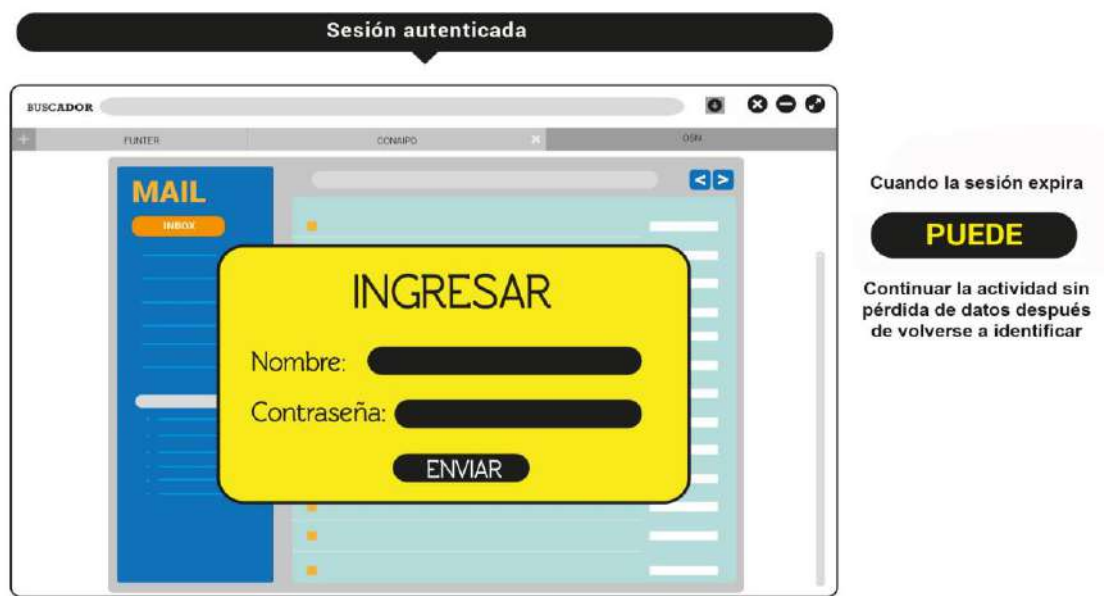 Sesión autenticada
BUSCADOR
FUNTER
CONAIPD
OSN
MAIL
INBOX
INGRESAR
Nombre:
Contraseña:
ENVIAR
Cuando la sesión expira
PUEDE
Continuar la actividad sin
pérdida de datos después
de volverse a identificar